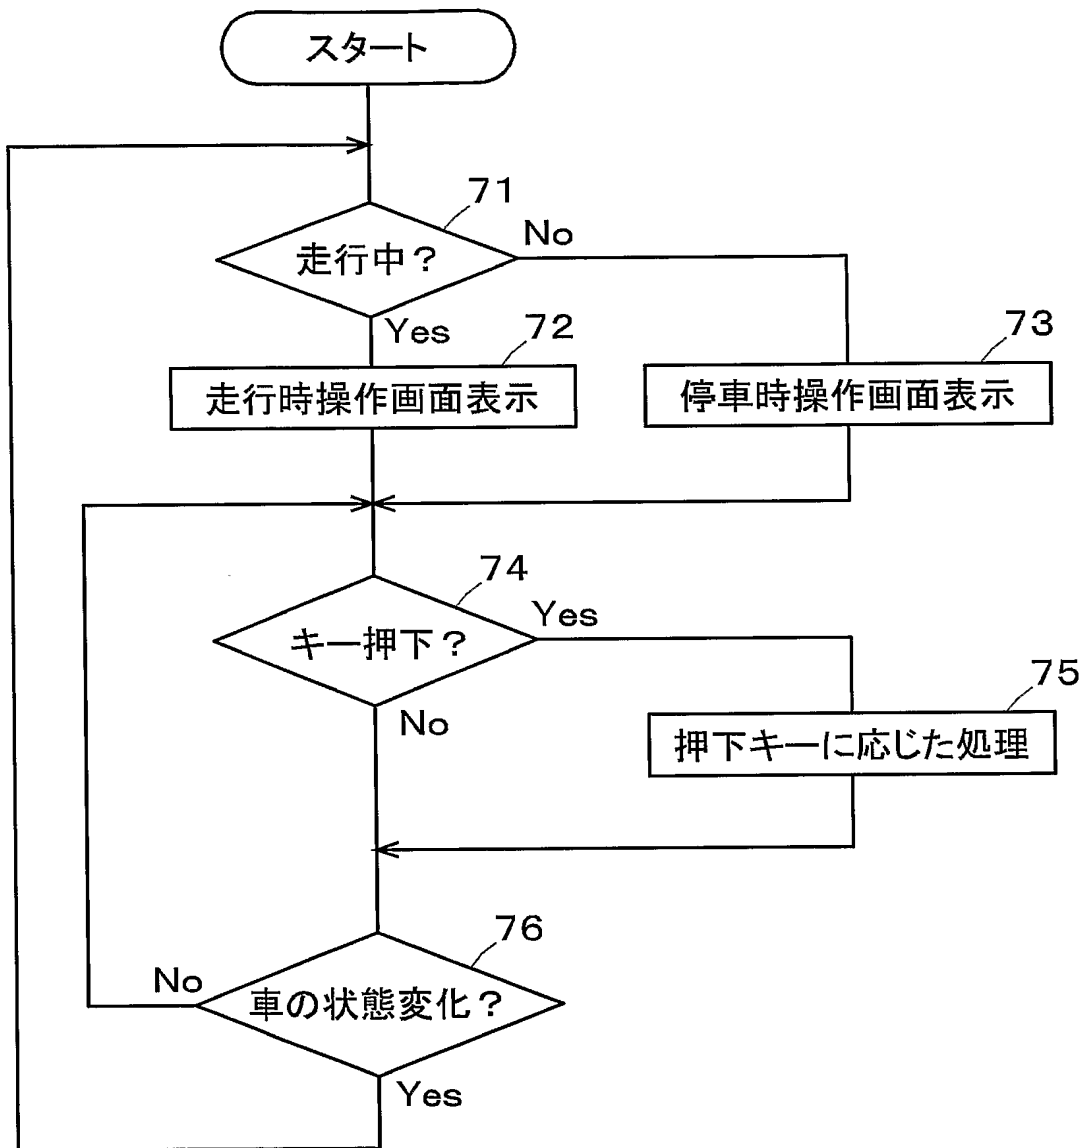 スタート
71
走行中？
No
Yes
72
走行時操作画面表示
73
停車時操作画面表示
74
キー押下？
Yes
No
75
押下キーに応じた処理
76
車の状態変化？
No
Yes